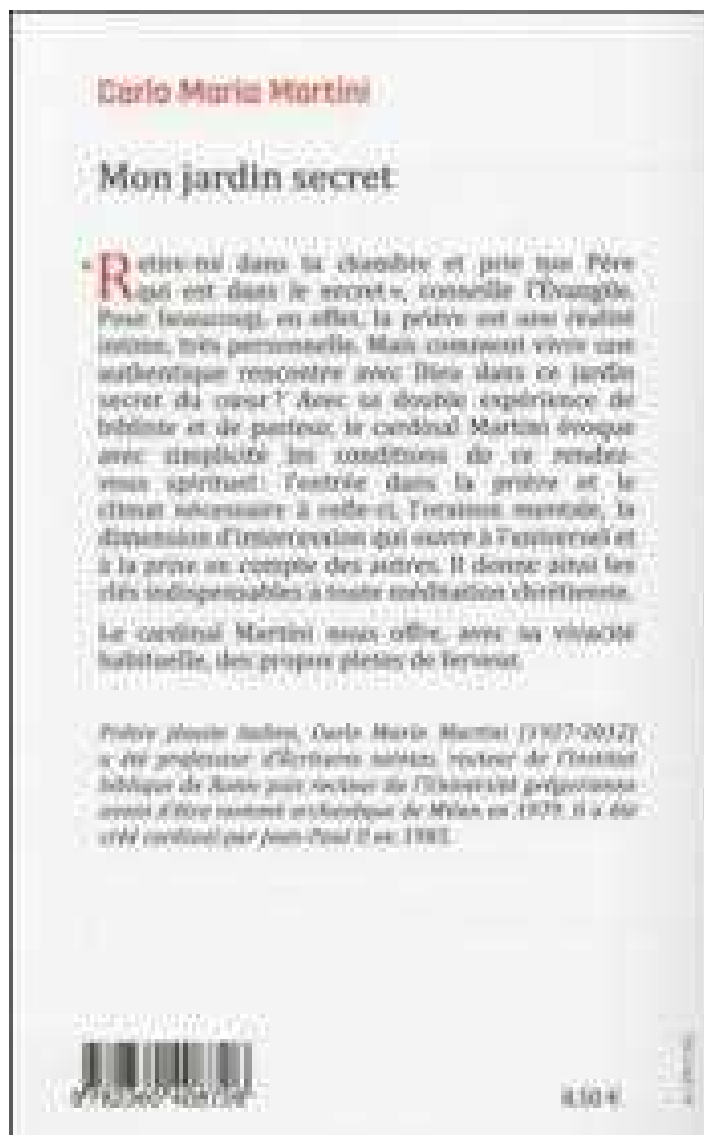 Carlo Maria Martini
Mon jardin secret
« Retire-toi dans ta chambre et prie ton Père
qui est dans le secret », conseille l'Évangile.
Pour beaucoup, en effet, la prière est une réalité
intime, très personnelle. Mais comment vivre une
authentique rencontre avec Dieu dans ce jardin
secret du cœur ? Avec sa double expérience de
bibliste et de pasteur, le cardinal Martini évoque
avec simplicité les conditions de ce rendez-
vous spirituel : l'entrée dans la prière et le
climat nécessaire à celle-ci, l'oraison mentale, la
dimension d'intercession qui ouvre à l'universel et
à la prise en compte des autres. Il donne ainsi les
clés indispensables à toute méditation chrétienne.
Le cardinal Martini nous offre, avec sa vivacité
habituelle, des propos pleins de ferveur.
Prêtre jésuite italien, Carlo Maria Martini (1927-2012)
a été professeur d'Écritures saintes, recteur de l'Institut
biblique de Rome puis recteur de l'Université grégorienne
avant d'être nommé archevêque de Milan en 1979. Il a été
créé cardinal par Jean-Paul II en 1983.
8,50 €